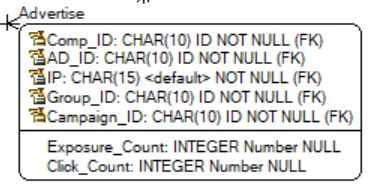 Advertise
Comp_ID: CHAR(10) ID NOT NULL (FK)
AD_ID: CHAR(10) ID NOT NULL (FK)
IP: CHAR(15) <default> NOT NULL (FK)
Group_ID: CHAR(10) ID NOT NULL (FK)
Campaign_ID: CHAR(10) ID NOT NULL (FK)
Exposure_Count: INTEGER Number NULL
Click_Count: INTEGER Number NULL